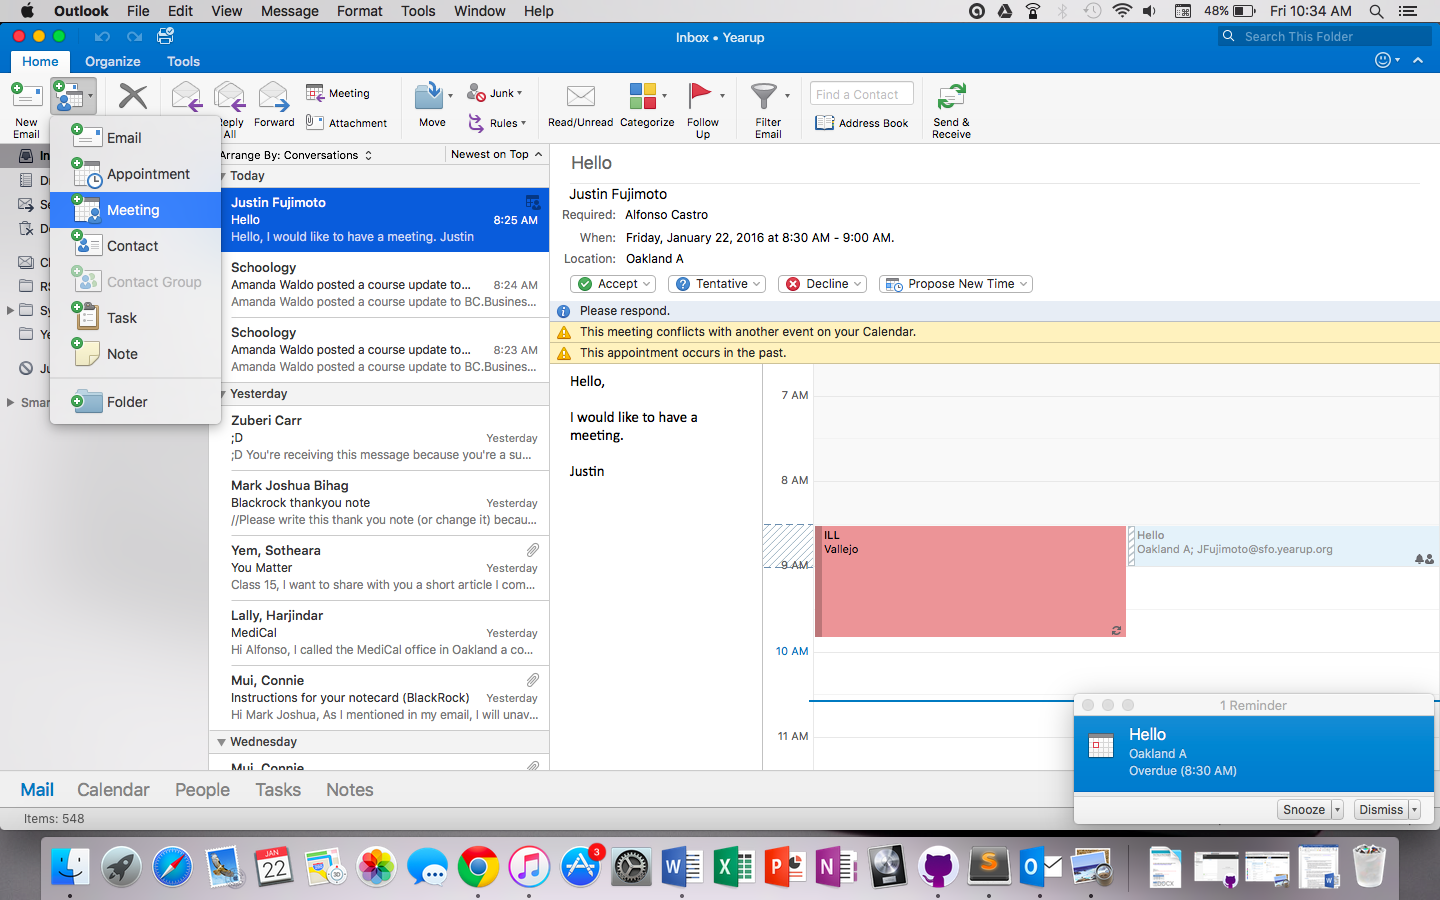 Outlook File Edit View Message Format Tools Window Help
48% Fri 10:34 AM
Inbox • Yearup
Search This Folder
Home Organize Tools
New Email
Reply All
Forward
Meeting
Attachment
Move
Junk
Rules
Read/Unread
Categorize
Follow Up
Filter Email
Find a Contact
Address Book
Send & Receive
Email
Appointment
Meeting
Contact
Contact Group
Task
Note
Folder
Smar
Arrange By: Conversations
Newest on Top
Today
Justin Fujimoto
Hello 8:25 AM
Hello, I would like to have a meeting. Justin
Schoology
Amanda Waldo posted a course update to... 8:24 AM
Amanda Waldo posted a course update to BC.Busines...
Schoology
Amanda Waldo posted a course update to... 8:23 AM
Amanda Waldo posted a course update to BC.Busines...
Yesterday
Zuberi Carr
;D Yesterday
;D You're receiving this message because you're a su...
Mark Joshua Bihag
Blackrock thankyou note Yesterday
//Please write this thank you note (or change it) becau...
Yem, Sotheara
You Matter Yesterday
Class 15, I want to share with you a short article I com...
Lally, Harjindar
MediCal Yesterday
Hi Alfonso, I called the MediCal office in Oakland a co...
Mui, Connie
Instructions for your notecard (BlackRock) Yesterday
Hi Mark Joshua, As I mentioned in my email, I will unav...
Wednesday
Mui, Connie
Hello
Justin Fujimoto
Required: Alfonso Castro
When: Friday, January 22, 2016 at 8:30 AM - 9:00 AM.
Location: Oakland A
Accept Tentative Decline Propose New Time
Please respond.
This meeting conflicts with another event on your Calendar.
This appointment occurs in the past.
Hello,
I would like to have a
meeting.
Justin
7 AM
8 AM
9 AM
10 AM
11 AM
ILL
Vallejo
Hello
Oakland A; JFujimoto@sfo.yearup.org
1 Reminder
Hello
Oakland A
Overdue (8:30 AM)
Snooze Dismiss
Mail Calendar People Tasks Notes
Items: 548
JAN
22
3